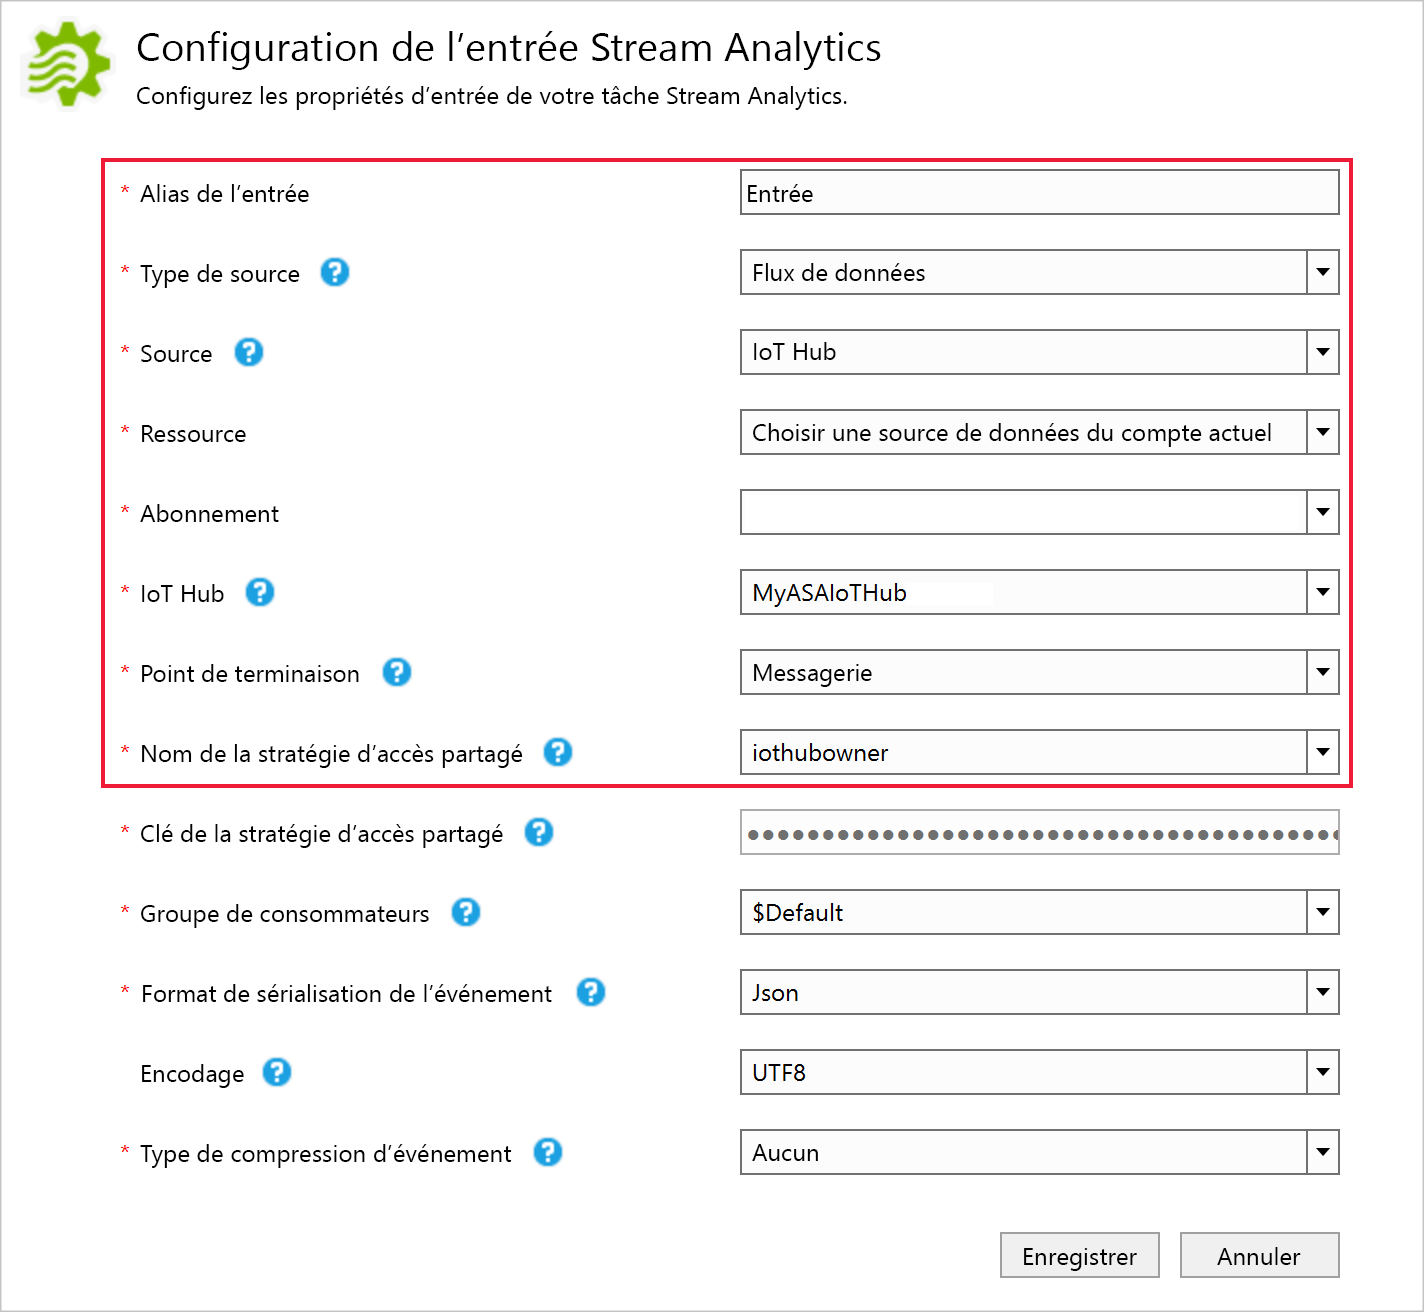 Configuration de l’entrée Stream Analytics
Configurez les propriétés d’entrée de votre tâche Stream Analytics.
* Alias de l’entrée Entrée
* Type de source ? Flux de données
* Source ? IoT Hub
* Ressource Choisir une source de données du compte actuel
* Abonnement
* IoT Hub ? MyASAIoTHub
* Point de terminaison ? Messagerie
* Nom de la stratégie d’accès partagé ? iothubowner
* Clé de la stratégie d’accès partagé ? ●●●●●●●●●●●●●●●●●●●●●●●●●●●●●●●●●●●●●●●●
* Groupe de consommateurs ? $Default
* Format de sérialisation de l’événement ? Json
Encodage ? UTF8
* Type de compression d’événement ? Aucun
Enregistrer Annuler